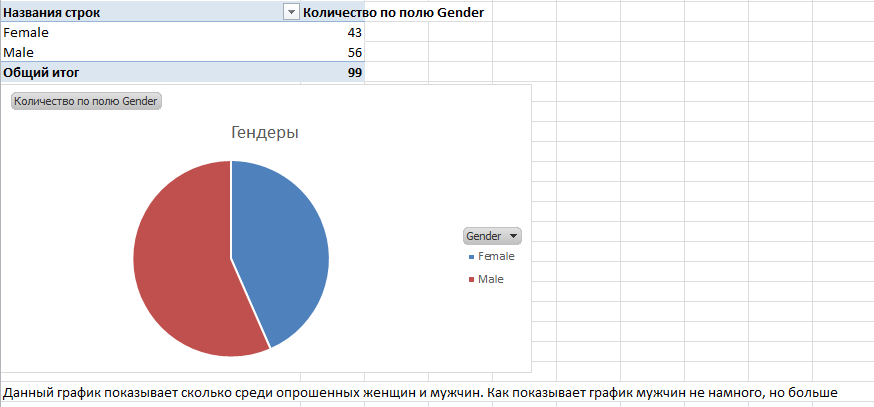 Названия строк Количество по полю Gender
Female 43
Male 56
Общий итог 99
Количество по полю Gender
Гендеры
Gender
Female
Male
Данный график показывает сколько среди опрошенных женщин и мужчин. Как показывает график мужчин не намного, но больше